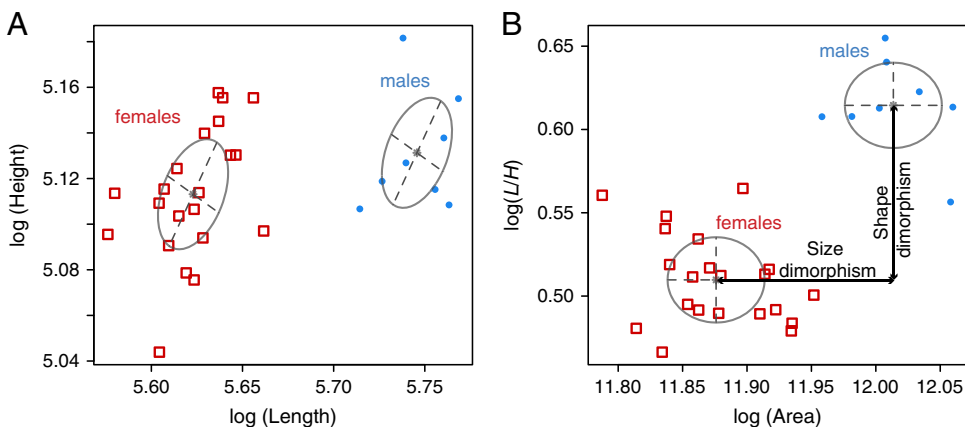 A
log (Height)
5.16
5.12
5.08
5.04
females
males
5.60
5.65
5.70
5.75
log (Length)
B
log(L/H)
0.65
0.60
0.55
0.50
males
females
Size
dimorphism
Shape
dimorphism
11.80
11.85
11.90
11.95
12.00
12.05
log (Area)